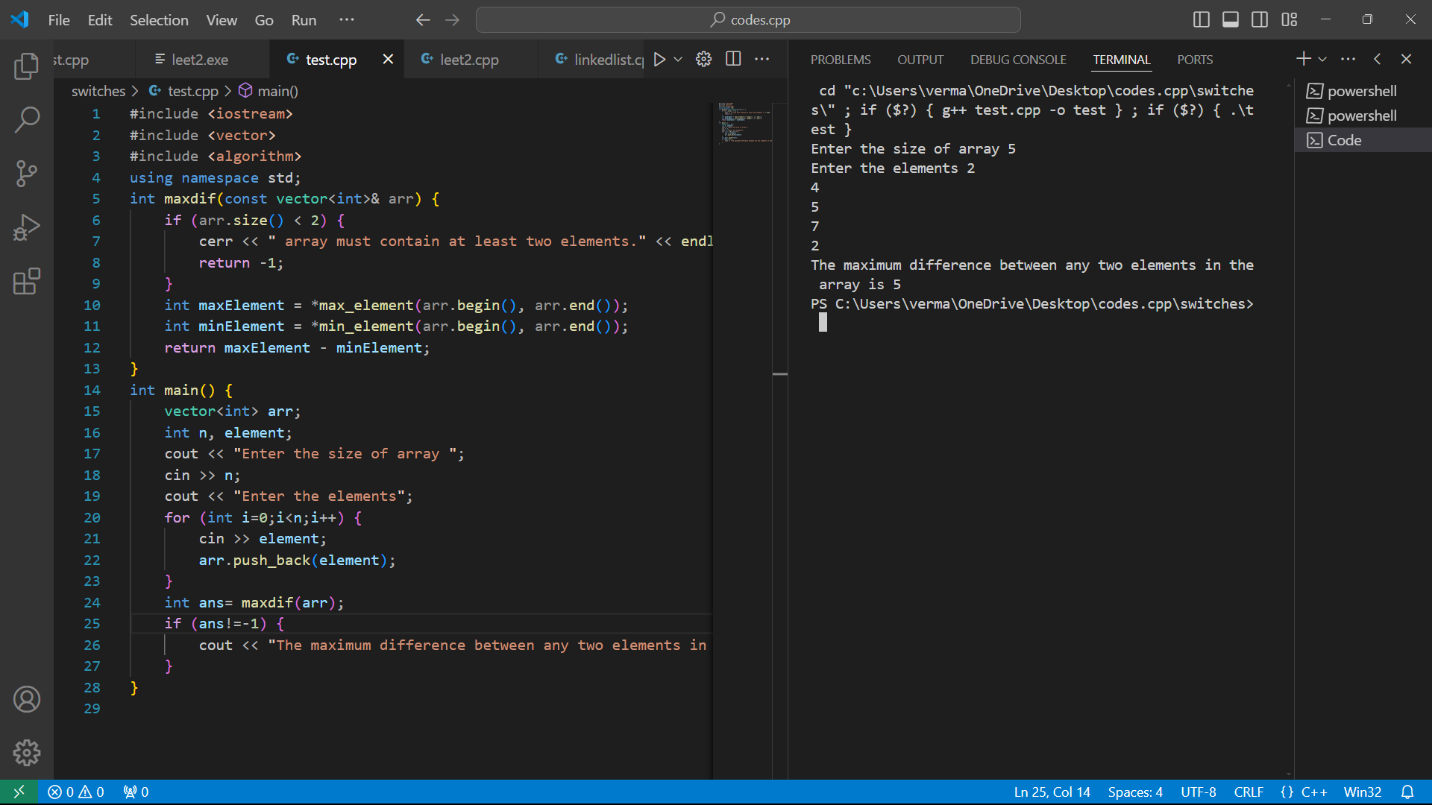 File Edit Selection View Go Run ··· codes.cpp
st.cpp leet2.exe test.cpp leet2.cpp linkedlist.c
switches > test.cpp > main()
1 #include <iostream>
2 #include <vector>
3 #include <algorithm>
4 using namespace std;
5 int maxdif(const vector<int>& arr) {
6 if (arr.size() < 2) {
7 cerr << " array must contain at least two elements." << endl
8 return -1;
9 }
10 int maxElement = *max_element(arr.begin(), arr.end());
11 int minElement = *min_element(arr.begin(), arr.end());
12 return maxElement - minElement;
13 }
14 int main() {
15 vector<int> arr;
16 int n, element;
17 cout << "Enter the size of array ";
18 cin >> n;
19 cout << "Enter the elements";
20 for (int i=0;i<n;i++) {
21 cin >> element;
22 arr.push_back(element);
23 }
24 int ans= maxdif(arr);
25 if (ans!=-1) {
26 cout << "The maximum difference between any two elements in
27 }
28 }
29
PROBLEMS OUTPUT DEBUG CONSOLE TERMINAL PORTS
cd "c:\Users\verma\OneDrive\Desktop\codes.cpp\switche
s\" ; if ($?) { g++ test.cpp -o test } ; if ($?) { .\t
est }
Enter the size of array 5
Enter the elements 2
4
5
7
2
The maximum difference between any two elements in the
array is 5
PS C:\Users\verma\OneDrive\Desktop\codes.cpp\switches>
powershell
powershell
Code
0 0 0 Ln 25, Col 14 Spaces: 4 UTF-8 CRLF {} C++ Win32